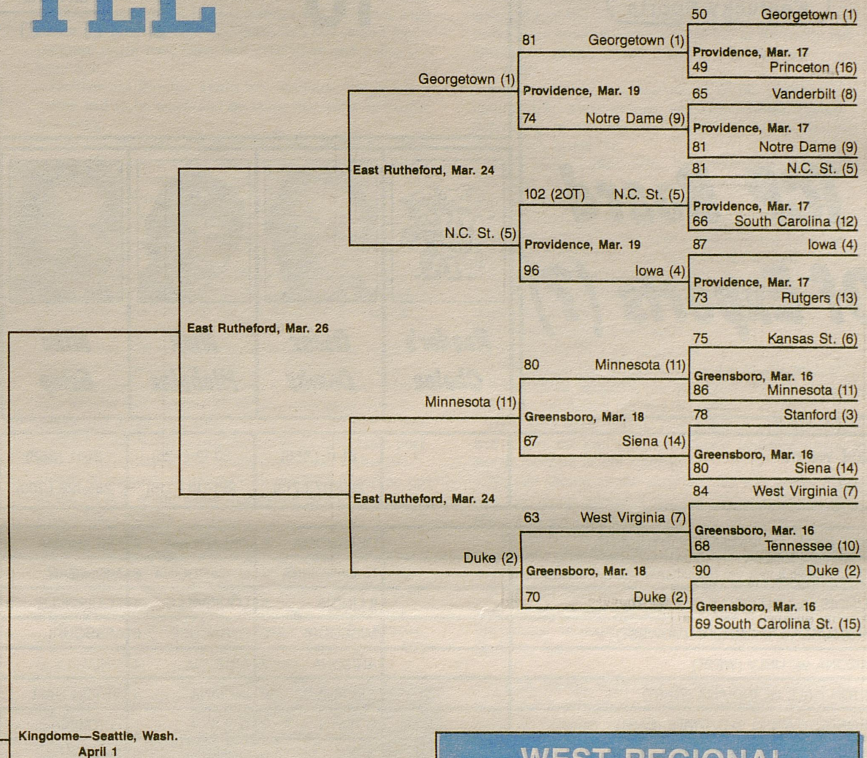 50 Georgetown (1)
Providence, Mar. 17
49 Princeton (16)
65 Vanderbilt (8)
Providence, Mar. 17
81 Notre Dame (9)
81 N.C. St. (5)
Providence, Mar. 17
66 South Carolina (12)
87 Iowa (4)
Providence, Mar. 17
73 Rutgers (13)
75 Kansas St. (6)
Greensboro, Mar. 16
86 Minnesota (11)
78 Stanford (3)
Greensboro, Mar. 16
80 Siena (14)
84 West Virginia (7)
Greensboro, Mar. 16
68 Tennessee (10)
90 Duke (2)
Greensboro, Mar. 16
69 South Carolina St. (15)
81 Georgetown (1)
Providence, Mar. 19
74 Notre Dame (9)
102 (2OT) N.C. St. (5)
Providence, Mar. 19
96 Iowa (4)
80 Minnesota (11)
Greensboro, Mar. 18
67 Siena (14)
63 West Virginia (7)
Greensboro, Mar. 18
70 Duke (2)
Georgetown (1)
East Rutheford, Mar. 24
N.C. St. (5)
Minnesota (11)
East Rutheford, Mar. 24
Duke (2)
East Rutheford, Mar. 26
Kingdome—Seattle, Wash.
April 1
WEST REGIONAL